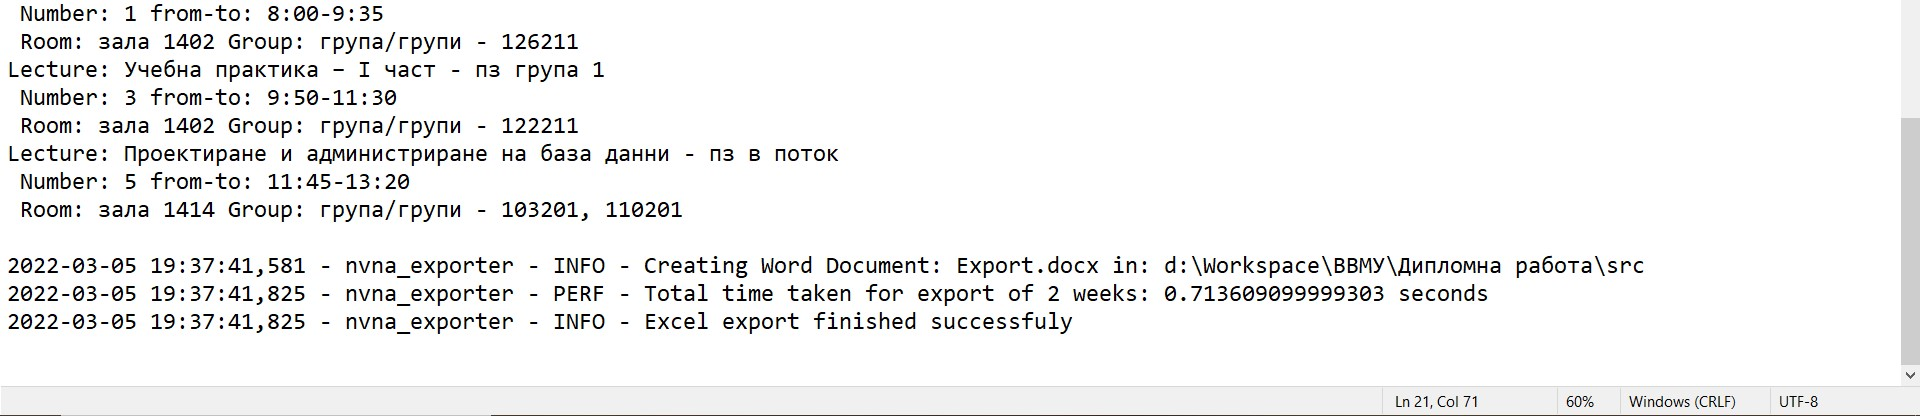 Number: 1 from-to: 8:00-9:35
Room: зала 1402 Group: група/групи - 126211
Lecture: Учебна практика – I част - пз група 1
Number: 3 from-to: 9:50-11:30
Room: зала 1402 Group: група/групи - 122211
Lecture: Проектиране и администриране на база данни - пз в поток
Number: 5 from-to: 11:45-13:20
Room: зала 1414 Group: група/групи - 103201, 110201
2022-03-05 19:37:41,581 - nvna_exporter - INFO - Creating Word Document: Export.docx in: d:\Workspace\ВВМУ\Дипломна работа\src
2022-03-05 19:37:41,825 - nvna_exporter - PERF - Total time taken for export of 2 weeks: 0.713609099999303 seconds
2022-03-05 19:37:41,825 - nvna_exporter - INFO - Excel export finished successfuly
Ln 21, Col 71 60% Windows (CRLF) UTF-8